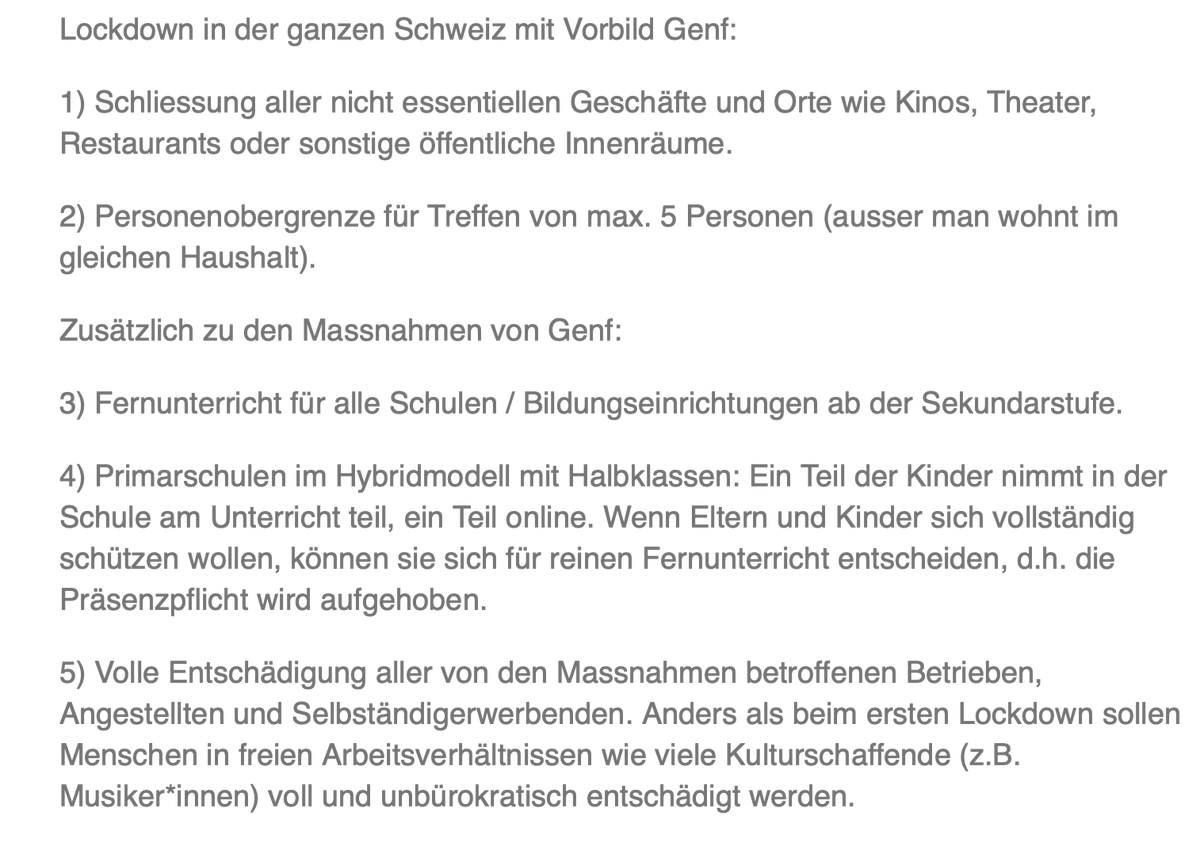 Lockdown in der ganzen Schweiz mit Vorbild Genf:
1) Schliessung aller nicht essentiellen Geschäfte und Orte wie Kinos, Theater,
Restaurants oder sonstige öffentliche Innenräume.
2) Personenobergrenze für Treffen von max. 5 Personen (ausser man wohnt im
gleichen Haushalt).
Zusätzlich zu den Massnahmen von Genf:
3) Fernunterricht für alle Schulen / Bildungseinrichtungen ab der Sekundarstufe.
4) Primarschulen im Hybridmodell mit Halbklassen: Ein Teil der Kinder nimmt in der
Schule am Unterricht teil, ein Teil online. Wenn Eltern und Kinder sich vollständig
schützen wollen, können sie sich für reinen Fernunterricht entscheiden, d.h. die
Präsenzpflicht wird aufgehoben.
5) Volle Entschädigung aller von den Massnahmen betroffenen Betrieben,
Angestellten und Selbständigerwerbenden. Anders als beim ersten Lockdown sollen
Menschen in freien Arbeitsverhältnissen wie viele Kulturschaffende (z.B.
Musiker*innen) voll und unbürokratisch entschädigt werden.